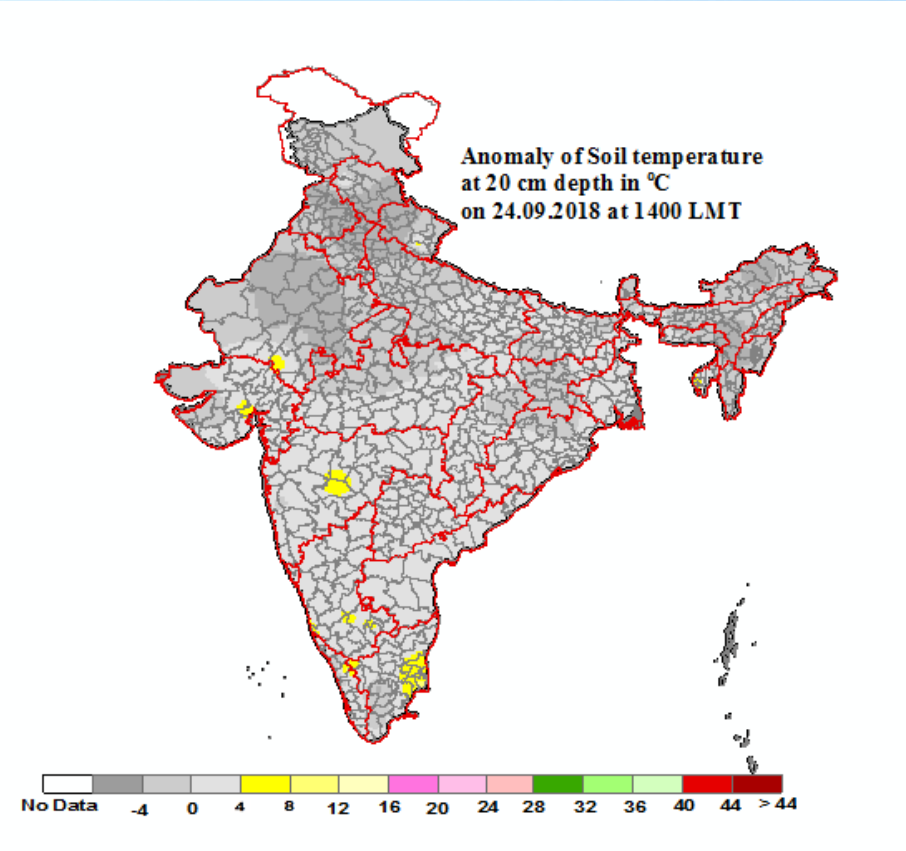 Anomaly of Soil temperature
at 20 cm depth in ⁰C
on 24.09.2018 at 1400 LMT
No Data -4 0 4 8 12 16 20 24 28 32 36 40 44 > 44